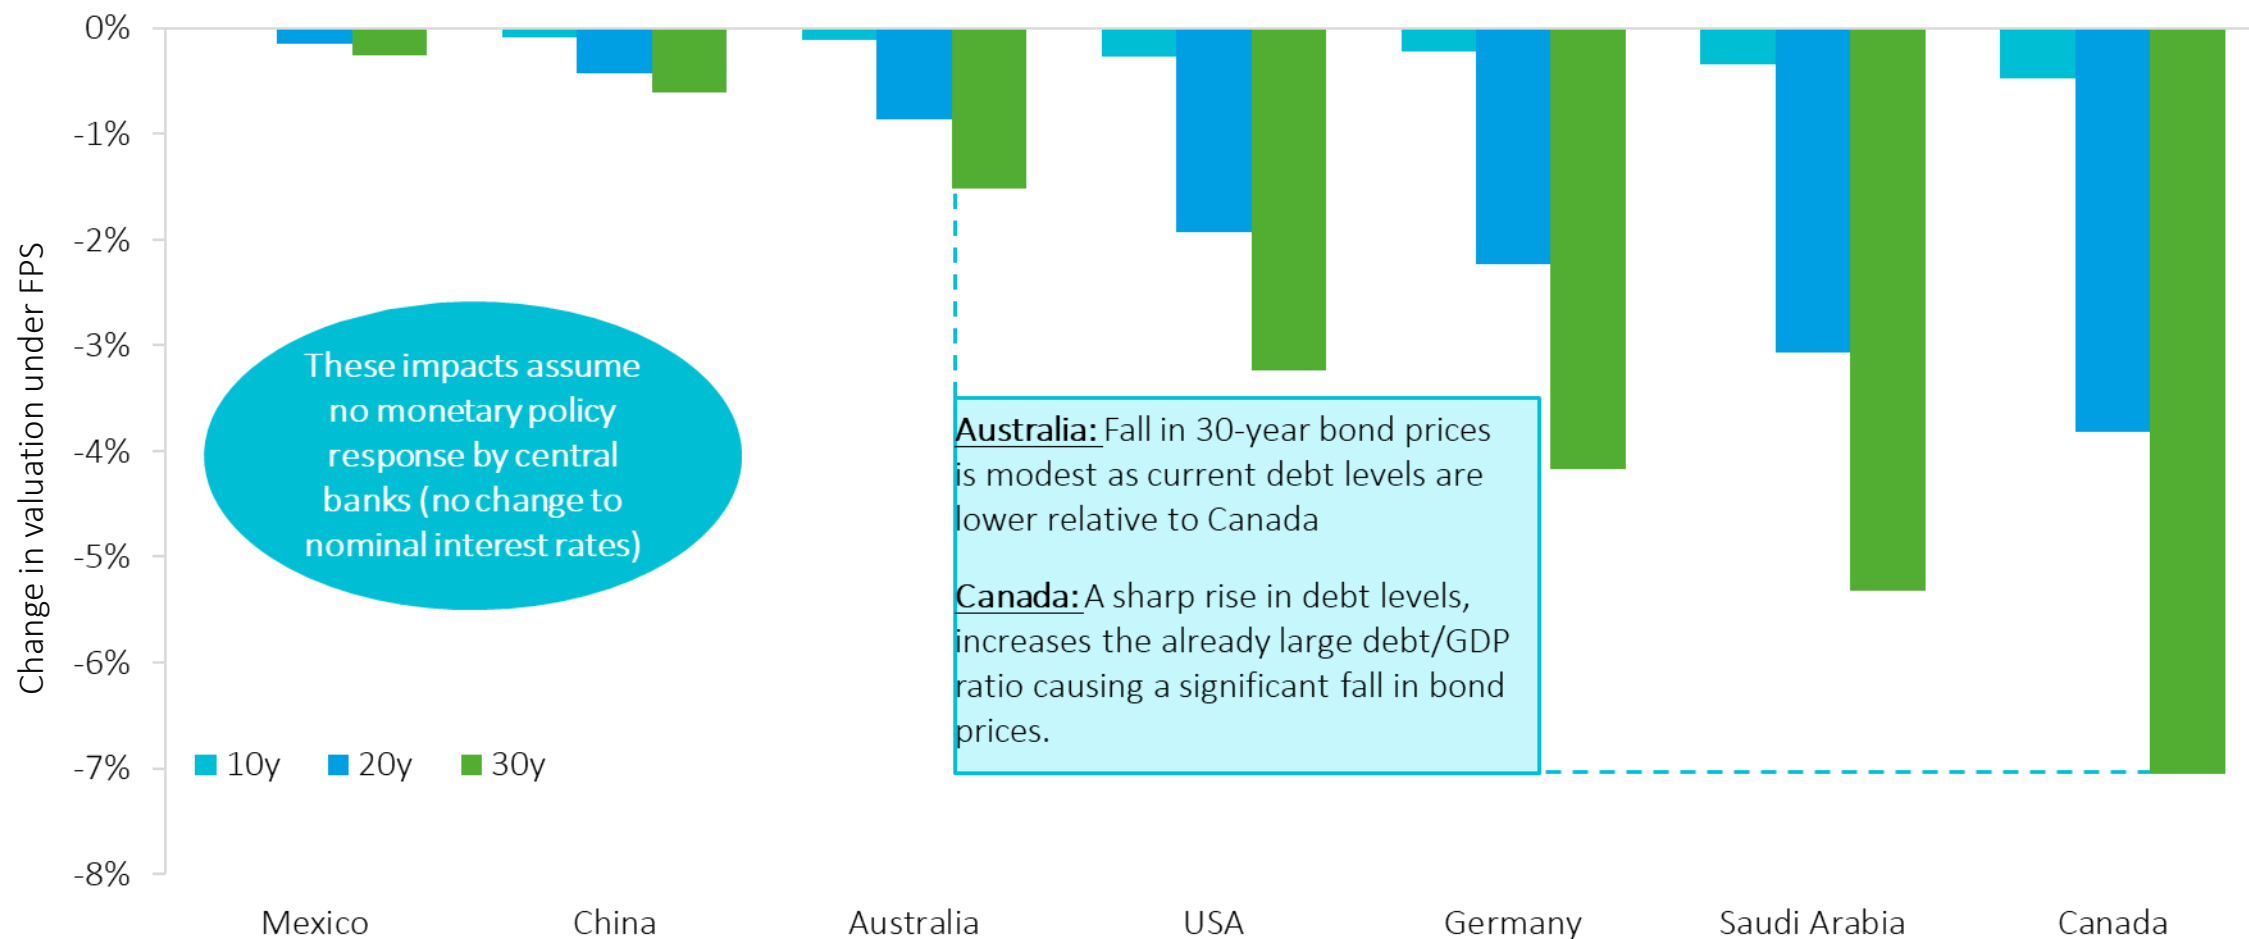 0%
-1%
-2%
-3%
-4%
-5%
-6%
-7%
-8%
Change in valuation under FPS
These impacts assume
no monetary policy
response by central
banks (no change to
nominal interest rates)
Australia: Fall in 30-year bond prices
is modest as current debt levels are
lower relative to Canada
Canada: A sharp rise in debt levels,
increases the already large debt/GDP
ratio causing a significant fall in bond
prices.
10y 20y 30y
Mexico China Australia USA Germany Saudi Arabia Canada